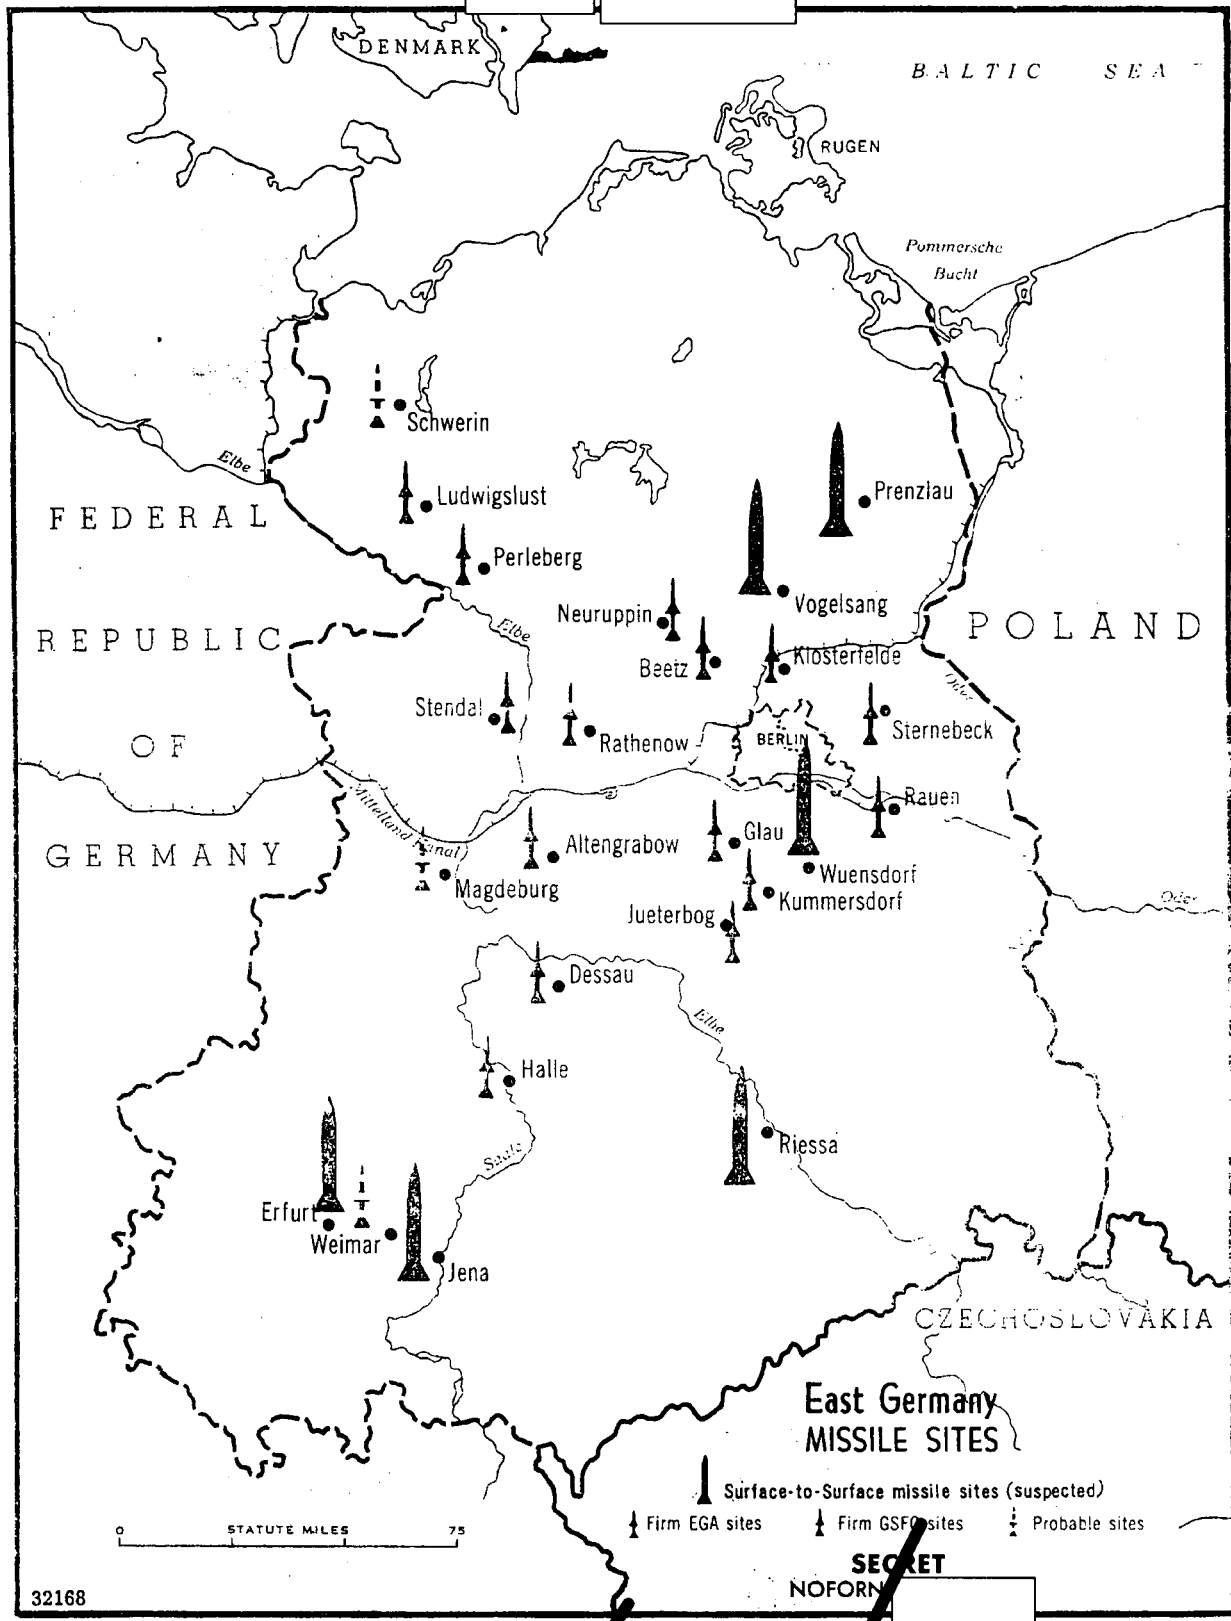 DENMARK
BALTIC SEA
RUGEN
Pommersche
Bucht
Schwerin
Elbe
Ludwigslust
Prenzlau
FEDERAL
Perleberg
Vogelsang
Neuruppin
POLAND
REPUBLIC
Elbe
Beetz
Klosterfelde
Oder
Stendal
Sternebeck
Rathenow
BERLIN
OF
Mittelland Kanal
Rauen
Glau
Altengrabow
GERMANY
Wuensdorf
Magdeburg
Kummersdorf
Oder
Jueterbog
Dessau
Elbe
Halle
Saale
Riessa
Erfurt
Weimar
Jena
CZECHOSLOVAKIA
East Germany
MISSILE SITES
Surface-to-Surface missile sites (suspected)
Firm EGA sites Firm GSFG sites Probable sites
0 STATUTE MILES 75
SECRET
NOFORN
32168